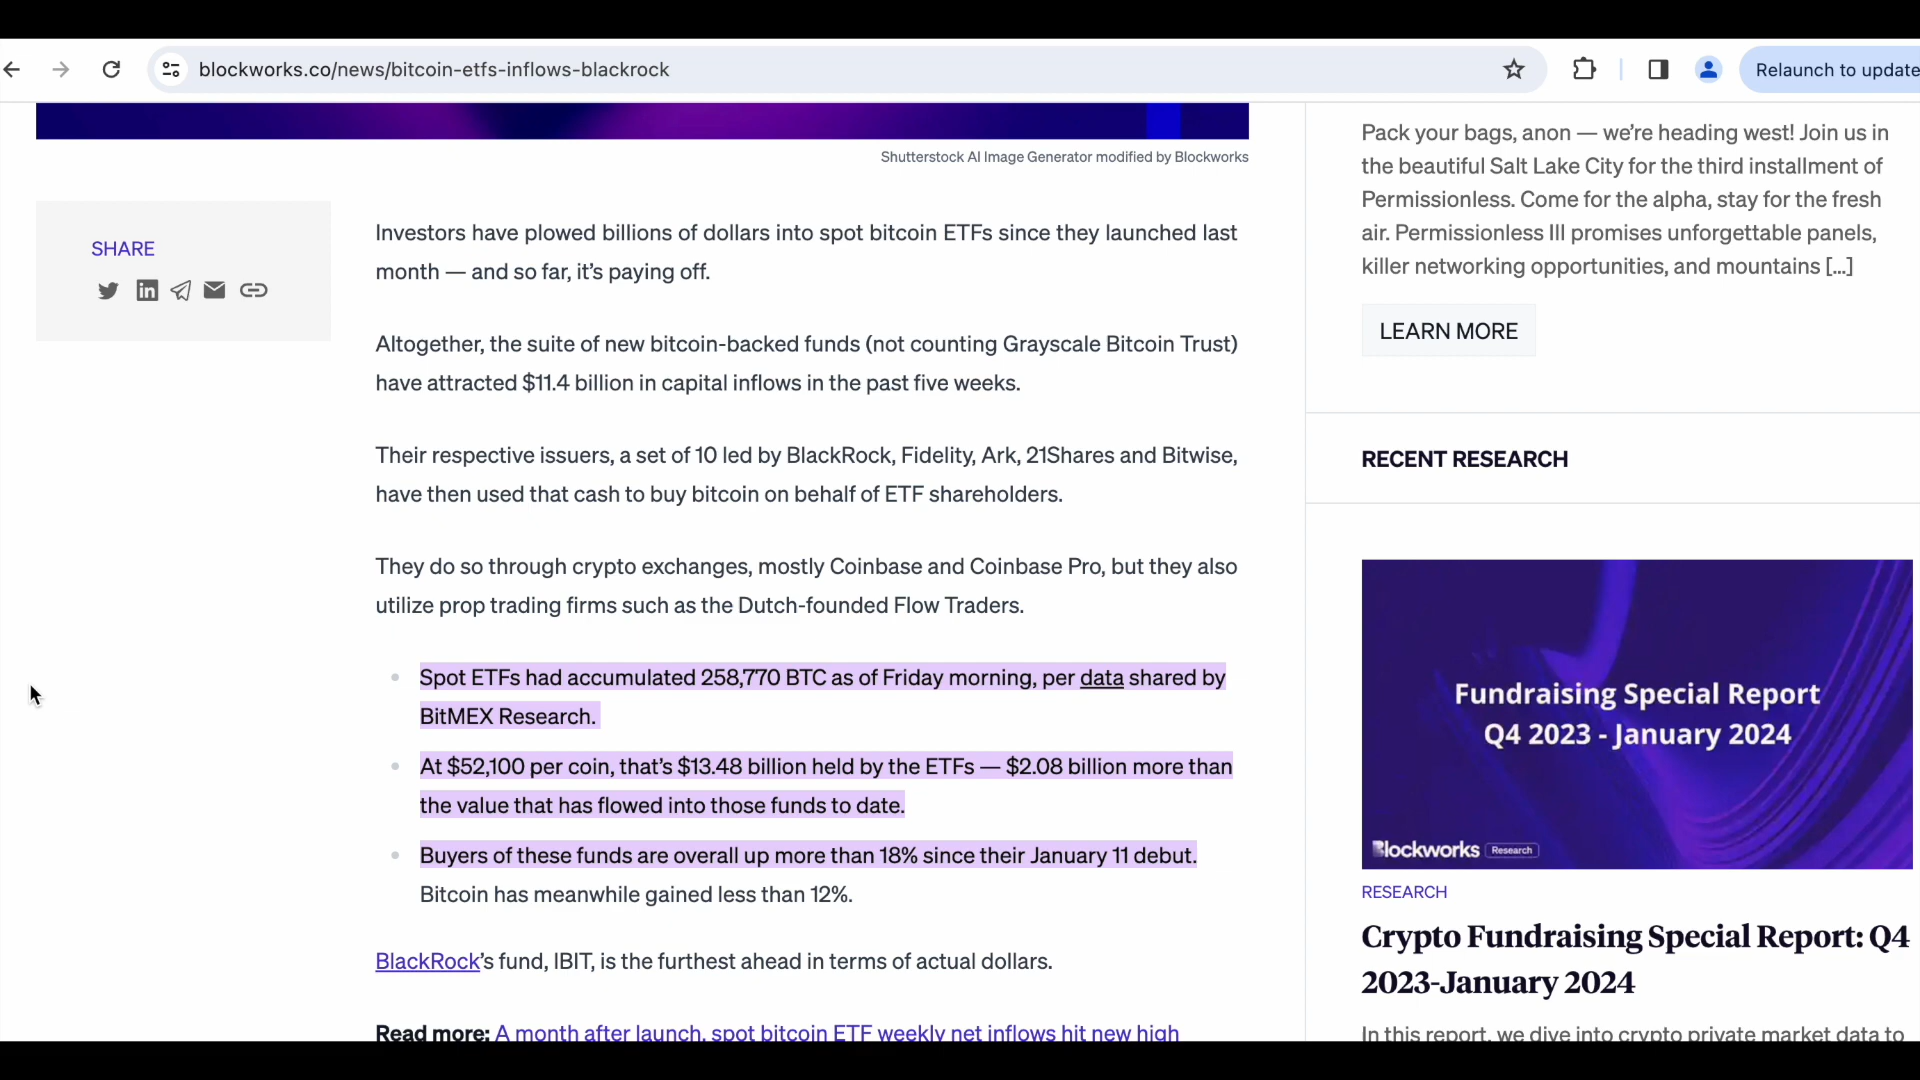 blockworks.co/news/bitcoin-etfs-inflows-blackrock
Relaunch to update
Shutterstock AI Image Generator modified by Blockworks
SHARE
Investors have plowed billions of dollars into spot bitcoin ETFs since they launched last
month — and so far, it's paying off.
Altogether, the suite of new bitcoin-backed funds (not counting Grayscale Bitcoin Trust)
have attracted $11.4 billion in capital inflows in the past five weeks.
Their respective issuers, a set of 10 led by BlackRock, Fidelity, Ark, 21Shares and Bitwise,
have then used that cash to buy bitcoin on behalf of ETF shareholders.
They do so through crypto exchanges, mostly Coinbase and Coinbase Pro, but they also
utilize prop trading firms such as the Dutch-founded Flow Traders.
Spot ETFs had accumulated 258,770 BTC as of Friday morning, per data shared by
BitMEX Research.
At $52,100 per coin, that's $13.48 billion held by the ETFs — $2.08 billion more than
the value that has flowed into those funds to date.
Buyers of these funds are overall up more than 18% since their January 11 debut.
Bitcoin has meanwhile gained less than 12%.
BlackRock's fund, IBIT, is the furthest ahead in terms of actual dollars.
Read more: A month after launch, spot bitcoin ETF weekly net inflows hit new high
Pack your bags, anon — we're heading west! Join us in
the beautiful Salt Lake City for the third installment of
Permissionless. Come for the alpha, stay for the fresh
air. Permissionless III promises unforgettable panels,
killer networking opportunities, and mountains [...]
LEARN MORE
RECENT RESEARCH
Fundraising Special Report
Q4 2023 - January 2024
Blockworks Research
RESEARCH
Crypto Fundraising Special Report: Q4
2023-January 2024
In this report, we dive into crypto private market data to